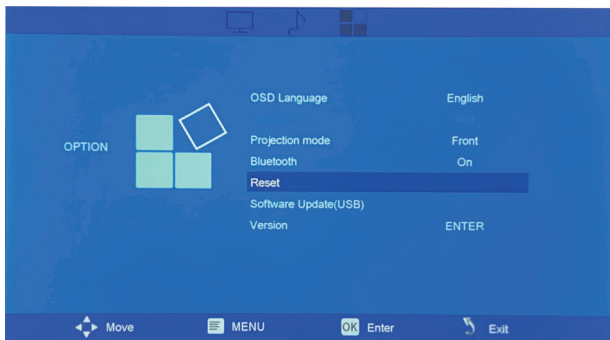 OSD Language English
OPTION
Projection mode Front
Bluetooth On
Reset
Software Update(USB)
Version ENTER
Move MENU OK Enter Exit